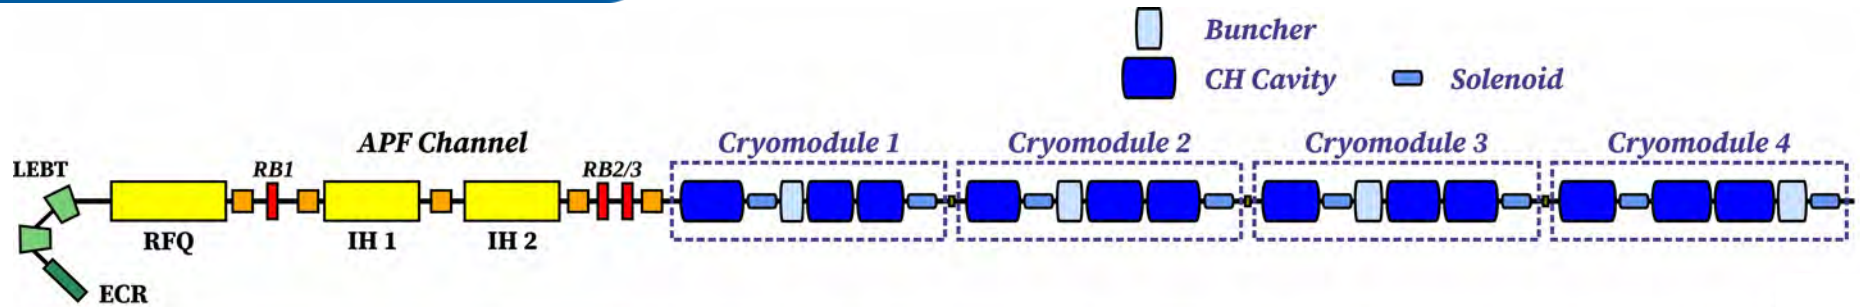 Buncher
CH Cavity
Solenoid
APF Channel
Cryomodule 1
Cryomodule 2
Cryomodule 3
Cryomodule 4
LEBT
RB1
RB2/3
RFQ
IH 1
IH 2
ECR